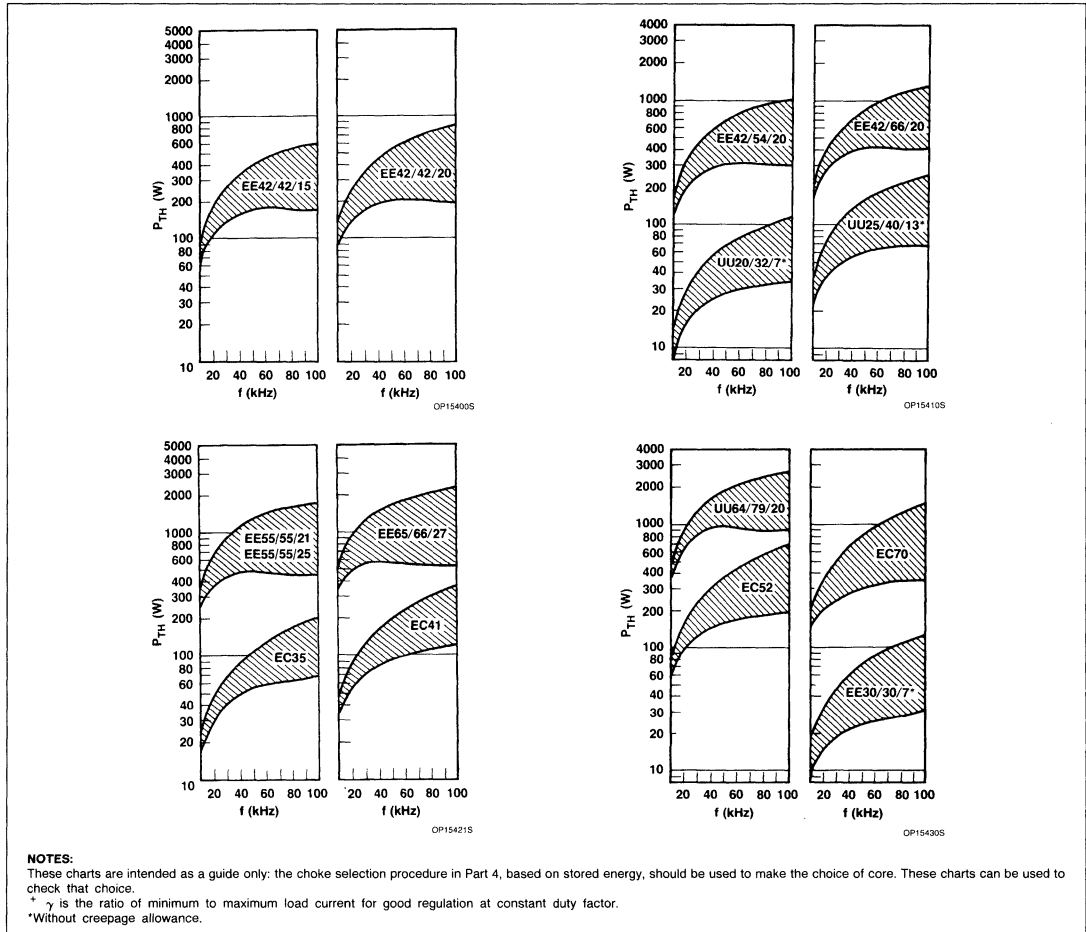 5000
4000
3000
2000
1000
800
600
400
300
200
100
80
60
40
30
20
10
P_TH (W)
EE42/42/15
EE42/42/20
20 40 60 80 100
20 40 60 80 100
f (kHz)
f (kHz)
OP15400S
4000
3000
2000
1000
800
600
400
300
200
100
80
60
40
30
20
10
P_TH (W)
EE42/54/20
UU20/32/7*
EE42/66/20
UU25/40/13*
20 40 60 80 100
20 40 60 80 100
f (kHz)
f (kHz)
OP15410S
5000
4000
3000
2000
1000
800
600
400
300
200
100
80
60
40
30
20
10
P_TH (W)
EE55/55/21
EE55/55/25
EC35
EE65/66/27
EC41
20 40 60 80 100
20 40 60 80 100
f (kHz)
f (kHz)
OP15421S
4000
3000
2000
1000
800
600
400
300
200
100
80
60
40
30
20
10
P_TH (W)
UU64/79/20
EC52
EC70
EE30/30/7*
20 40 60 80 100
20 40 60 80 100
f (kHz)
f (kHz)
OP15430S
NOTES:
These charts are intended as a guide only: the choke selection procedure in Part 4, based on stored energy, should be used to make the choice of core. These charts can be used to
check that choice.
+ γ is the ratio of minimum to maximum load current for good regulation at constant duty factor.
*Without creepage allowance.